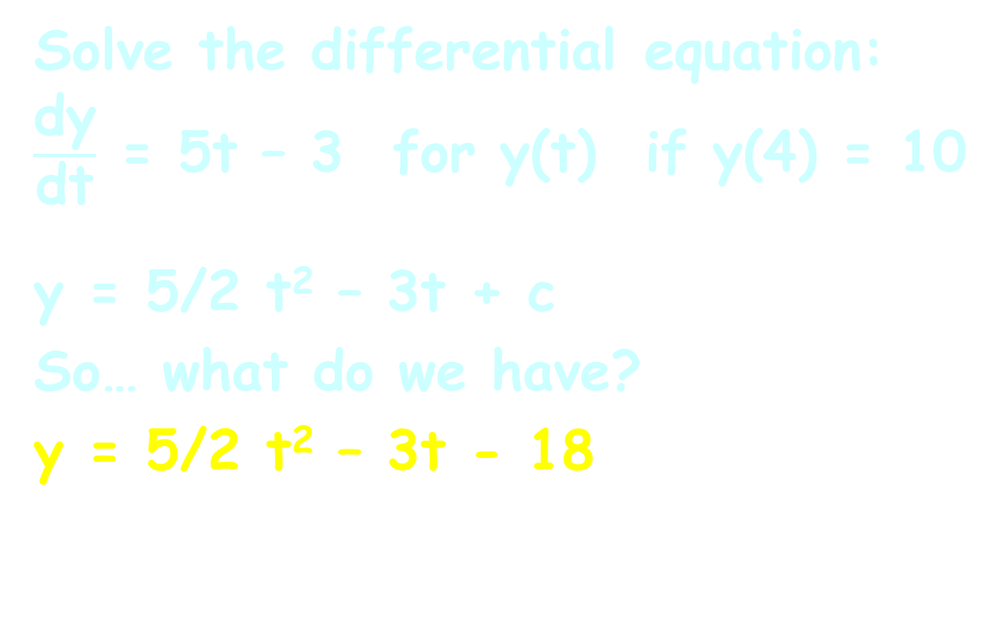 Solve the differential equation:
dy/dt = 5t – 3 for y(t) if y(4) = 10
y = 5/2 t² – 3t + c
So… what do we have?
y = 5/2 t² – 3t - 18